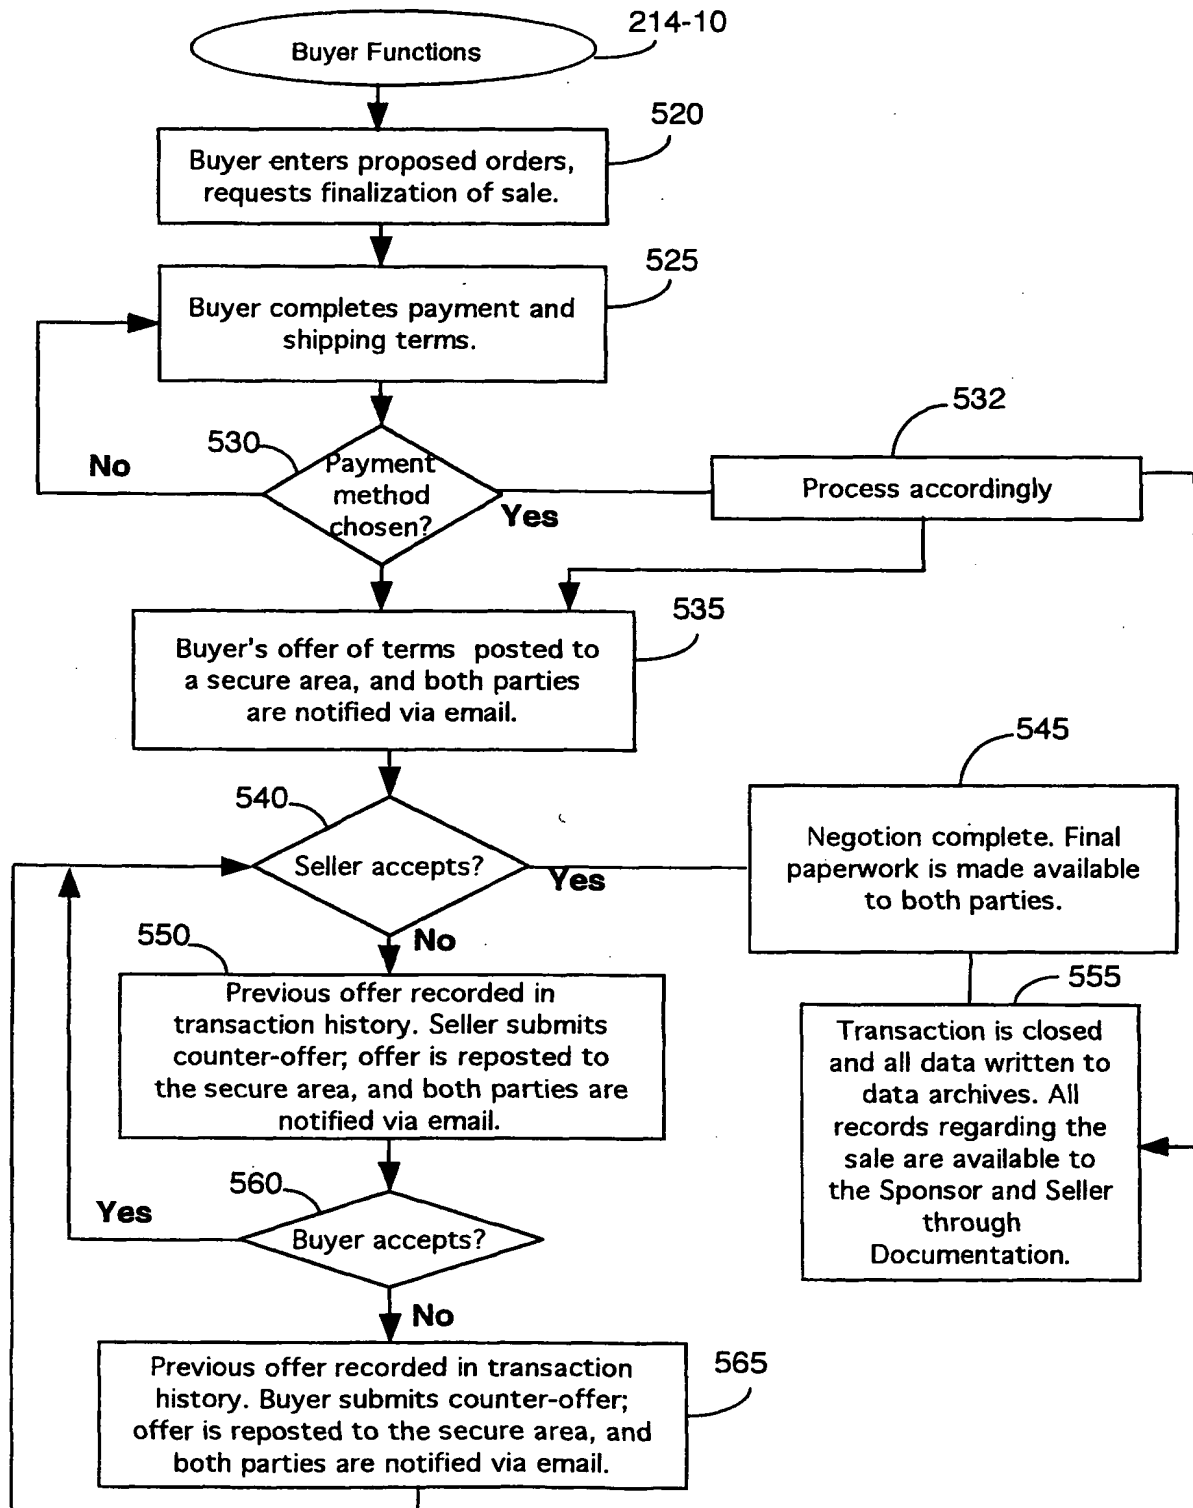 214-10
Buyer Functions
520
Buyer enters proposed orders,
requests finalization of sale.
525
Buyer completes payment and
shipping terms.
532
530
No
Payment
method
chosen?
Yes
Process accordingly
535
Buyer's offer of terms posted to
a secure area, and both parties
are notified via email.
545
540
Seller accepts?
Yes
Negotion complete. Final
paperwork is made available
to both parties.
No
550
Previous offer recorded in
transaction history. Seller submits
counter-offer; offer is reposted to
the secure area, and both parties are
notified via email.
555
Transaction is closed
and all data written to
data archives. All
records regarding the
sale are available to
the Sponsor and Seller
through
Documentation.
560
Yes
Buyer accepts?
No
565
Previous offer recorded in transaction
history. Buyer submits counter-offer;
offer is reposted to the secure area, and
both parties are notified via email.